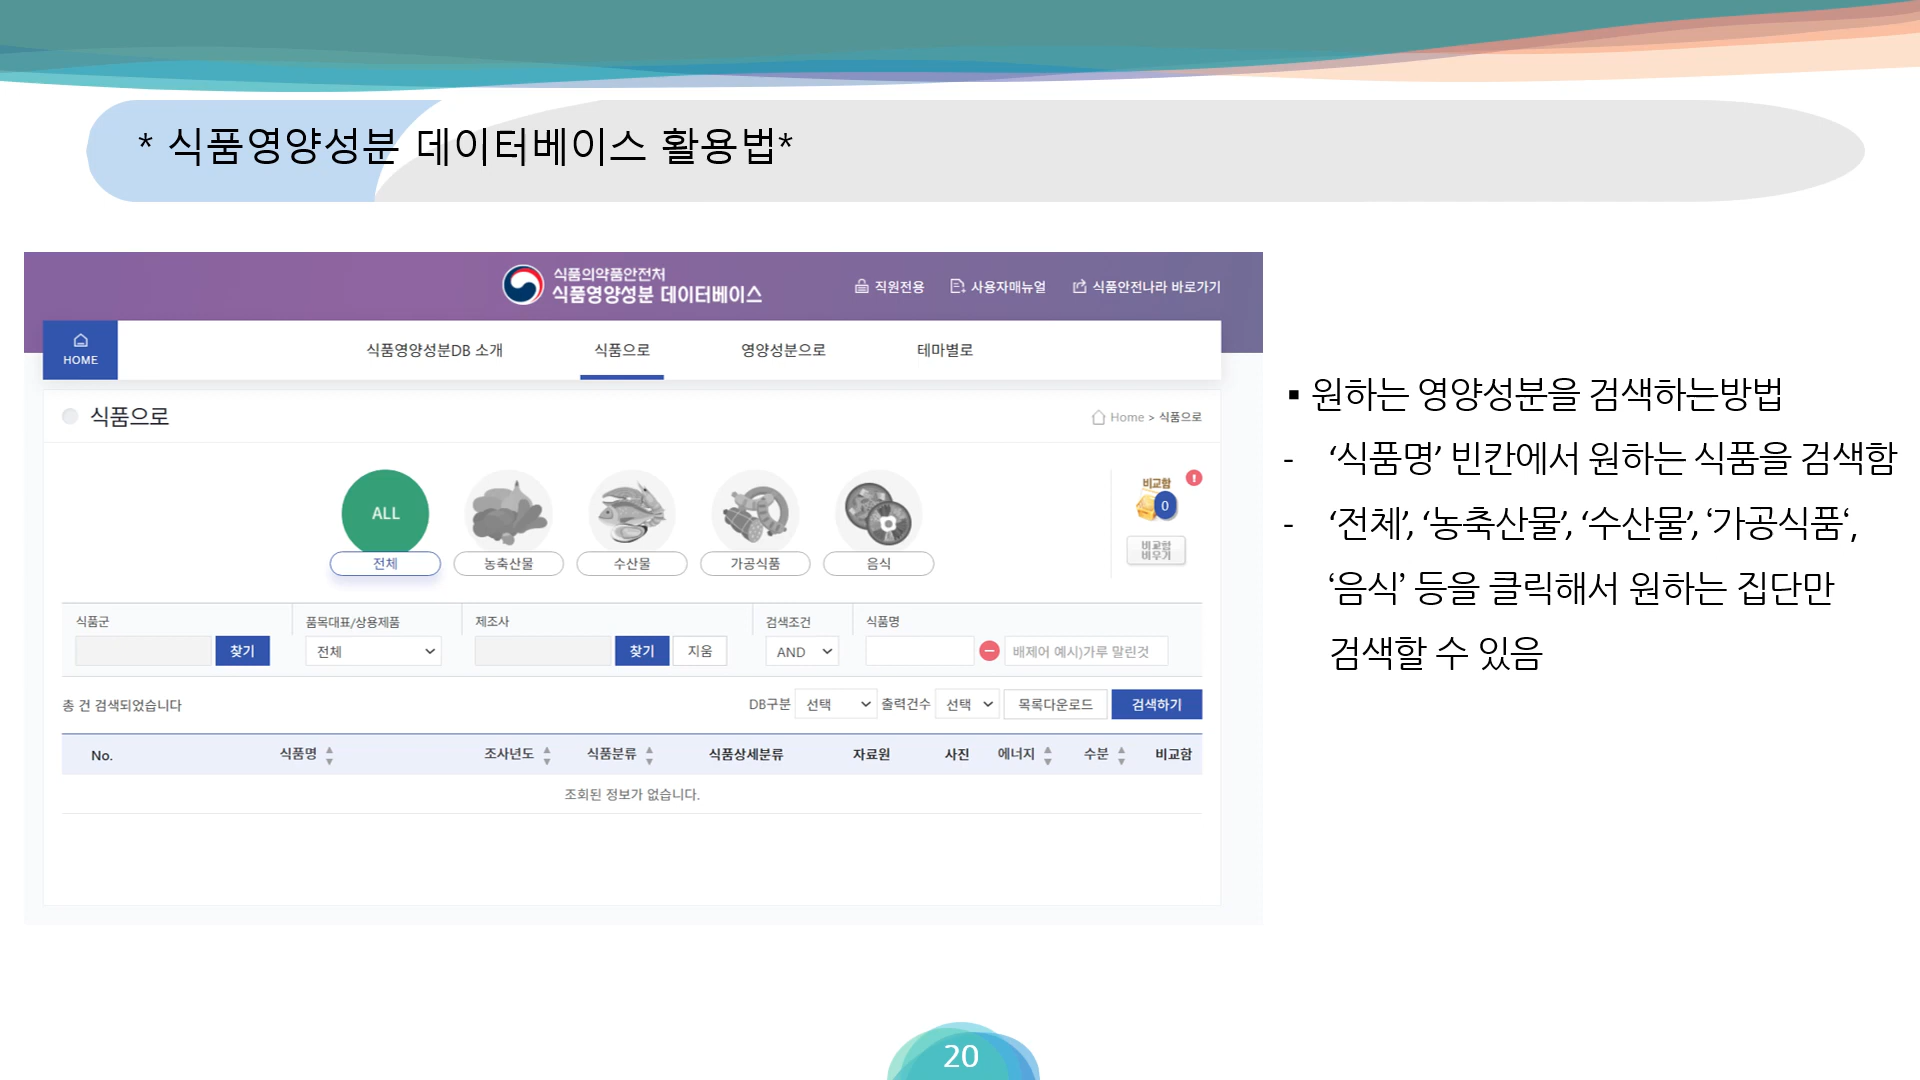 * 식품영양성분 데이터베이스 활용법*
식품의약품안전처
식품영양성분 데이터베이스
직원전용 사용자매뉴얼 식품안전나라 바로가기
HOME 식품영양성분DB 소개 식품으로 영양성분으로 테마별로
식품으로
Home > 식품으로
ALL
전체 농축산물 수산물 가공식품 음식
비교함
0
비교함
비우기
식품군 품목대표/상용제품 제조사 검색조건 식품명
찾기 전체 찾기 지움 AND 배제어 예시)가루 말린것
총 건 검색되었습니다
DB구분 선택 출력건수 선택 목록다운로드 검색하기
No. 식품명 조사년도 식품분류 식품상세분류 자료원 사진 에너지 수분 비교함
조회된 정보가 없습니다.
▪ 원하는 영양성분을 검색하는방법
- ‘식품명’ 빈칸에서 원하는 식품을 검색함
- ‘전체’, ‘농축산물’, ‘수산물’, ‘가공식품‘,
‘음식’ 등을 클릭해서 원하는 집단만
검색할 수 있음
20